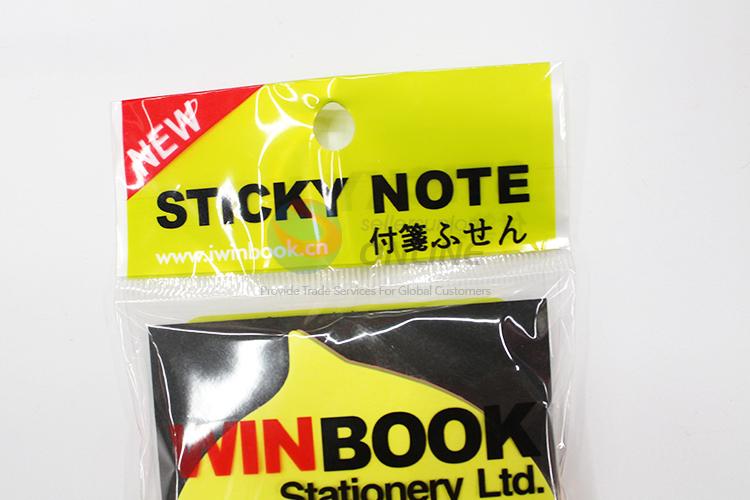 NEW
STICKY NOTE
www.iwinbook.cn
付箋ふせん
ONLINE
Provide Trade Services For Global Customers
WINBOOK
Stationery Ltd.